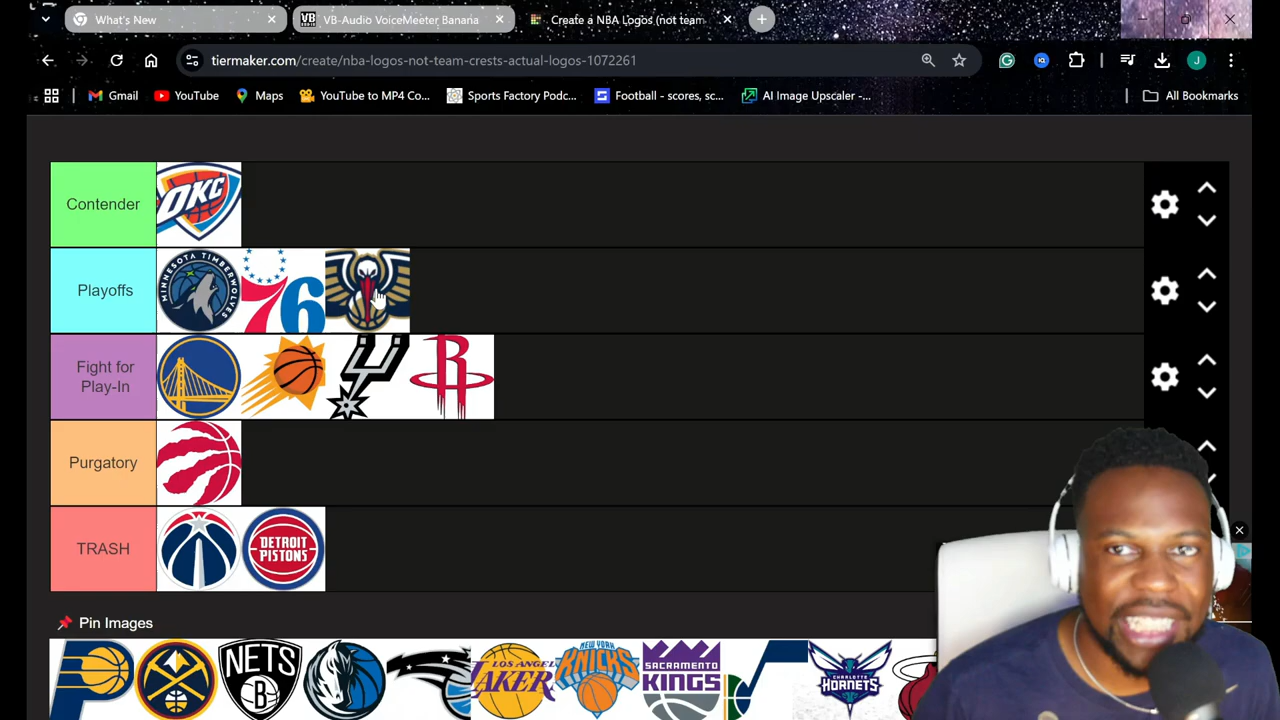 What's New
VB-Audio VoiceMeeter Banana
Create a NBA Logos (not team
tiermaker.com/create/nba-logos-not-team-crests-actual-logos-1072261
Gmail
YouTube
Maps
YouTube to MP4 Co...
Sports Factory Podc...
Football - scores, sc...
AI Image Upscaler -...
All Bookmarks
Contender
OKC
Playoffs
MINNESOTA TIMBERWOLVES
76
Fight for
Play-In
R
Purgatory
TRASH
DETROIT
PISTONS
Pin Images
NETS
B
LOS ANGEL
AKER
NEW YORK
KNICKS
SACRAMENTO
KINGS
CHARLOTTE
HORNETS
J